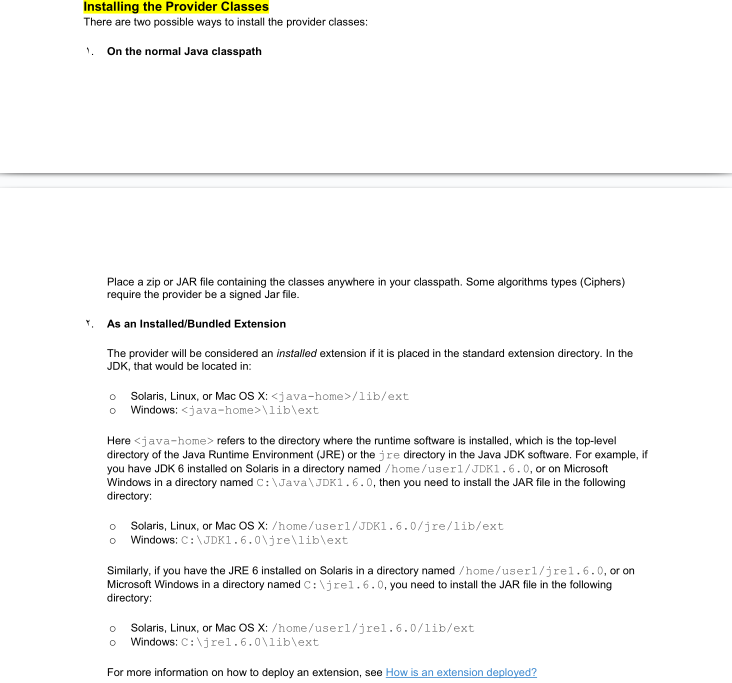 Installing the Provider Classes
There are two possible ways to install the provider classes:
١. On the normal Java classpath
Place a zip or JAR file containing the classes anywhere in your classpath. Some algorithms types (Ciphers)
require the provider be a signed Jar file.
٢. As an Installed/Bundled Extension
The provider will be considered an installed extension if it is placed in the standard extension directory. In the
JDK, that would be located in:
o Solaris, Linux, or Mac OS X: <java-home>/lib/ext
o Windows: <java-home>\lib\ext
Here <java-home> refers to the directory where the runtime software is installed, which is the top-level
directory of the Java Runtime Environment (JRE) or the jre directory in the Java JDK software. For example, if
you have JDK 6 installed on Solaris in a directory named /home/user1/JDK1.6.0, or on Microsoft
Windows in a directory named C:\Java\JDK1.6.0, then you need to install the JAR file in the following
directory:
o Solaris, Linux, or Mac OS X: /home/user1/JDK1.6.0/jre/lib/ext
o Windows: C:\JDK1.6.0\jre\lib\ext
Similarly, if you have the JRE 6 installed on Solaris in a directory named /home/user1/jre1.6.0, or on
Microsoft Windows in a directory named C:\jre1.6.0, you need to install the JAR file in the following
directory:
o Solaris, Linux, or Mac OS X: /home/user1/jre1.6.0/lib/ext
o Windows: C:\jre1.6.0\lib\ext
For more information on how to deploy an extension, see How is an extension deployed?